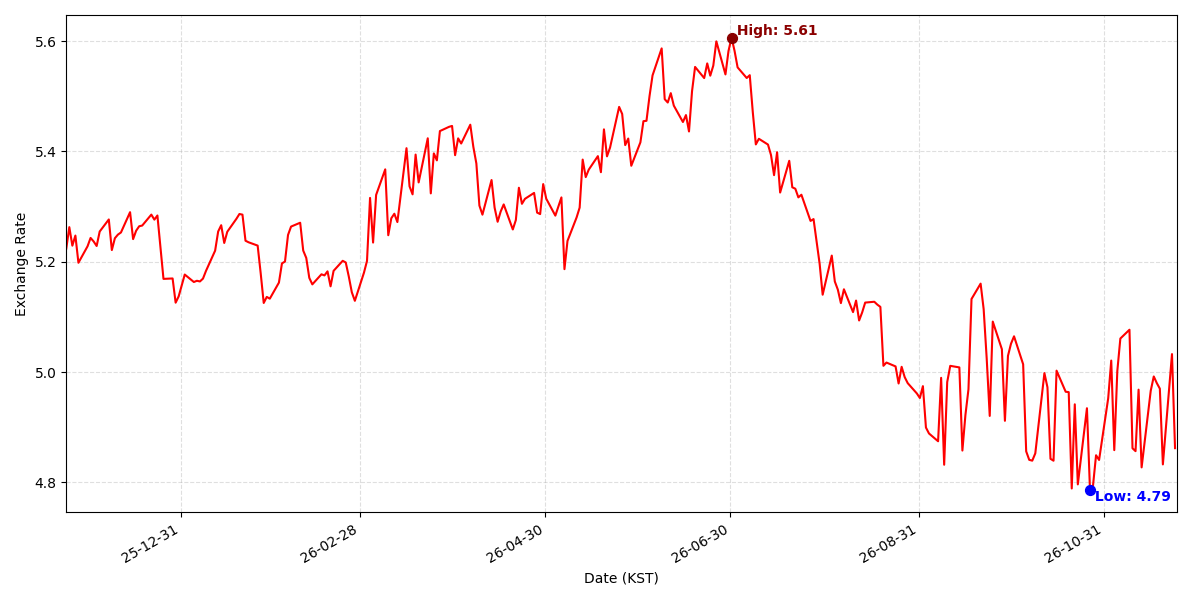 High: 5.61
5.6
5.4
5.2
5.0
4.8
Low: 4.79
Exchange Rate
25-12-31
26-02-28
26-04-30
26-06-30
26-08-31
26-10-31
Date (KST)